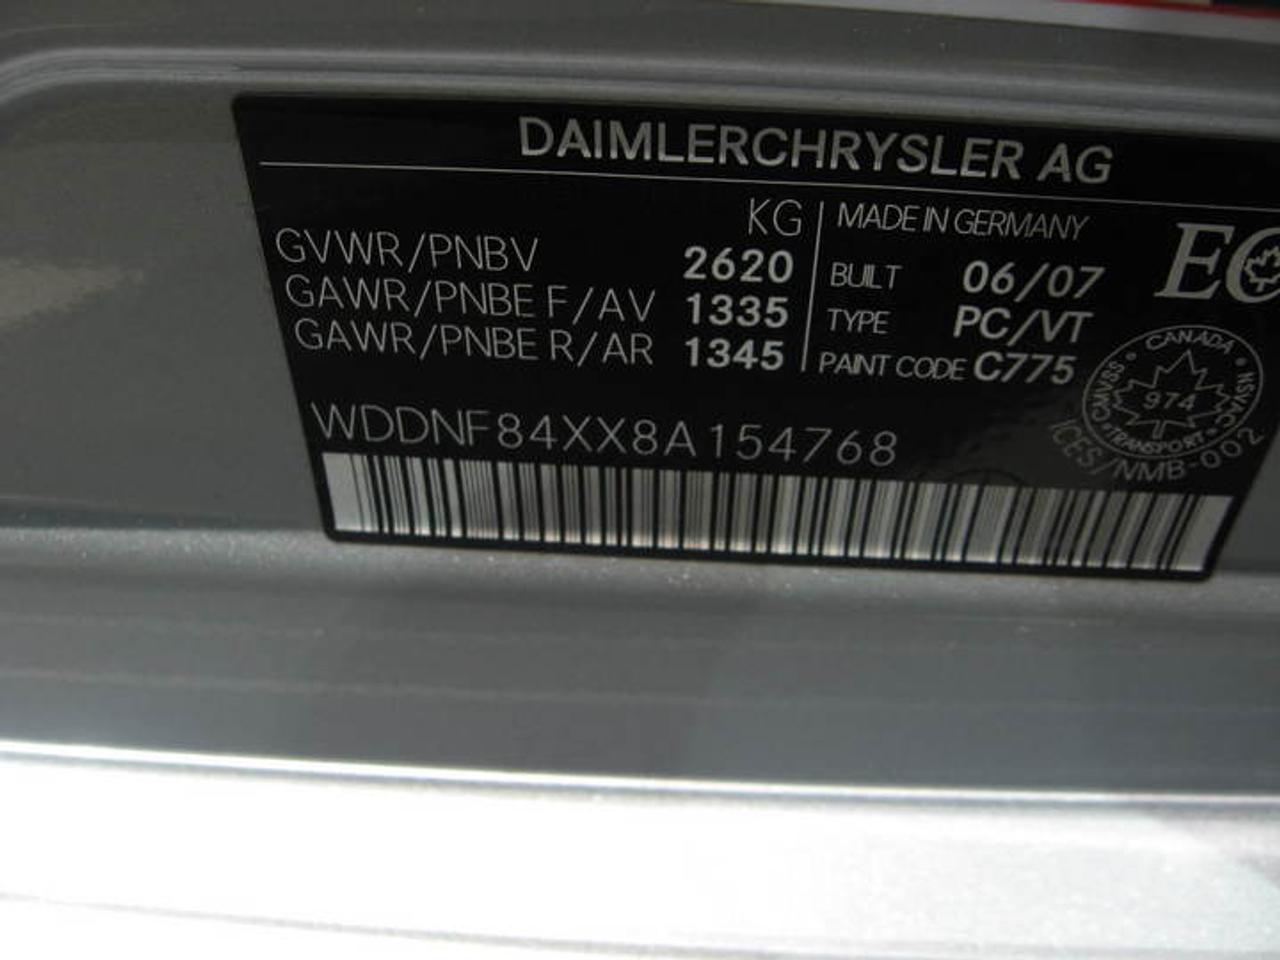 DAIMLERCHRYSLER AG
KG
GVWR/PNBV 2620
GAWR/PNBE F/AV 1335
GAWR/PNBE R/AR 1345
MADE IN GERMANY
BUILT 06/07
TYPE PC/VT
PAINT CODE C775
EC
CANADA
CMVSS 974 NSVAC
TRANSPORT
ICES/NMB-002
WDDNF84XX8A154768